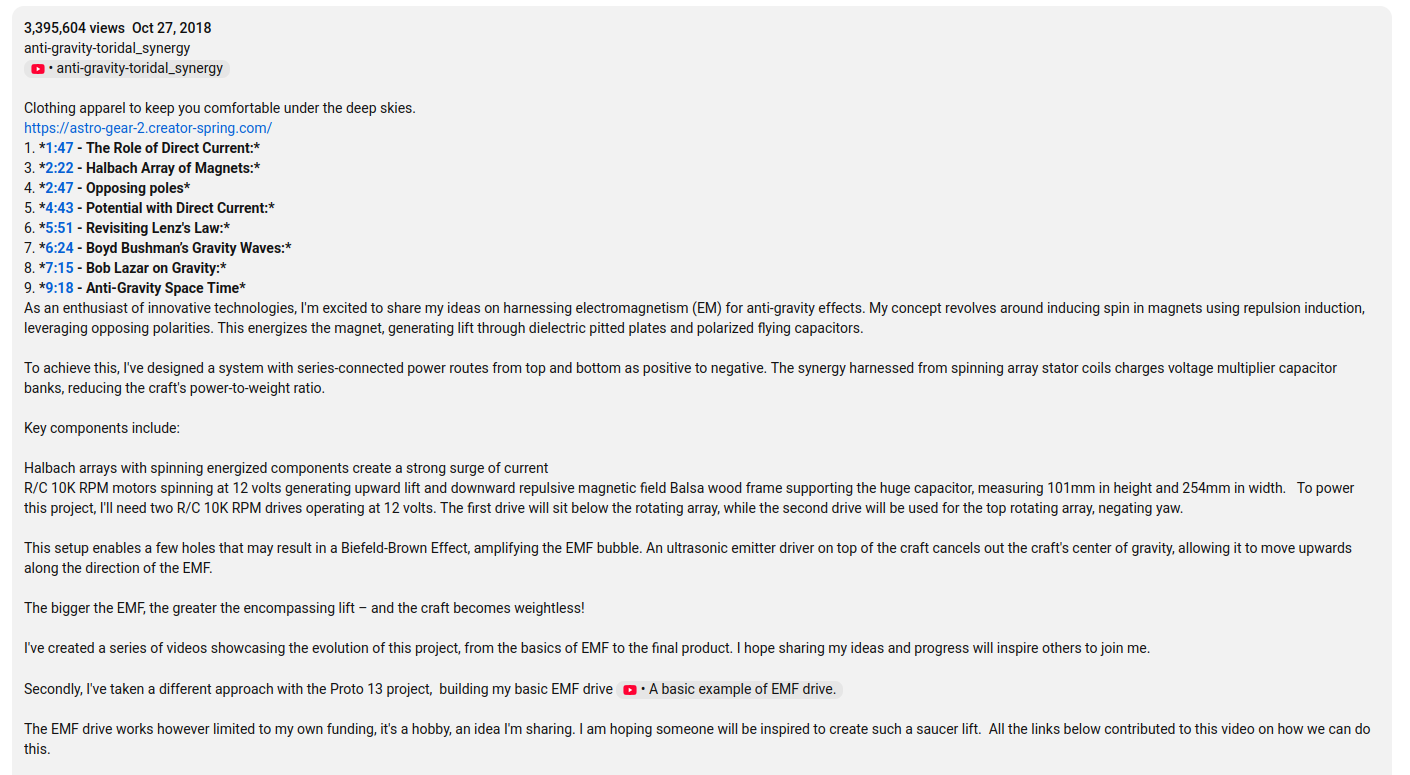 3,395,604 views  Oct 27, 2018
anti-gravity-toridal_synergy
• anti-gravity-toridal_synergy
Clothing apparel to keep you comfortable under the deep skies.
https://astro-gear-2.creator-spring.com/
1. *1:47 - The Role of Direct Current:*
3. *2:22 - Halbach Array of Magnets:*
4. *2:47 - Opposing poles*
5. *4:43 - Potential with Direct Current:*
6. *5:51 - Revisiting Lenz's Law:*
7. *6:24 - Boyd Bushman's Gravity Waves:*
8. *7:15 - Bob Lazar on Gravity:*
9. *9:18 - Anti-Gravity Space Time*
As an enthusiast of innovative technologies, I'm excited to share my ideas on harnessing electromagnetism (EM) for anti-gravity effects. My concept revolves around inducing spin in magnets using repulsion induction,
leveraging opposing polarities. This energizes the magnet, generating lift through dielectric pitted plates and polarized flying capacitors.
To achieve this, I've designed a system with series-connected power routes from top and bottom as positive to negative. The synergy harnessed from spinning array stator coils charges voltage multiplier capacitor
banks, reducing the craft's power-to-weight ratio.
Key components include:
Halbach arrays with spinning energized components create a strong surge of current
R/C 10K RPM motors spinning at 12 volts generating upward lift and downward repulsive magnetic field Balsa wood frame supporting the huge capacitor, measuring 101mm in height and 254mm in width.   To power
this project, I'll need two R/C 10K RPM drives operating at 12 volts. The first drive will sit below the rotating array, while the second drive will be used for the top rotating array, negating yaw.
This setup enables a few holes that may result in a Biefeld-Brown Effect, amplifying the EMF bubble. An ultrasonic emitter driver on top of the craft cancels out the craft's center of gravity, allowing it to move upwards
along the direction of the EMF.
The bigger the EMF, the greater the encompassing lift – and the craft becomes weightless!
I've created a series of videos showcasing the evolution of this project, from the basics of EMF to the final product. I hope sharing my ideas and progress will inspire others to join me.
Secondly, I've taken a different approach with the Proto 13 project,  building my basic EMF drive • A basic example of EMF drive.
The EMF drive works however limited to my own funding, it's a hobby, an idea I'm sharing. I am hoping someone will be inspired to create such a saucer lift.  All the links below contributed to this video on how we can do
this.